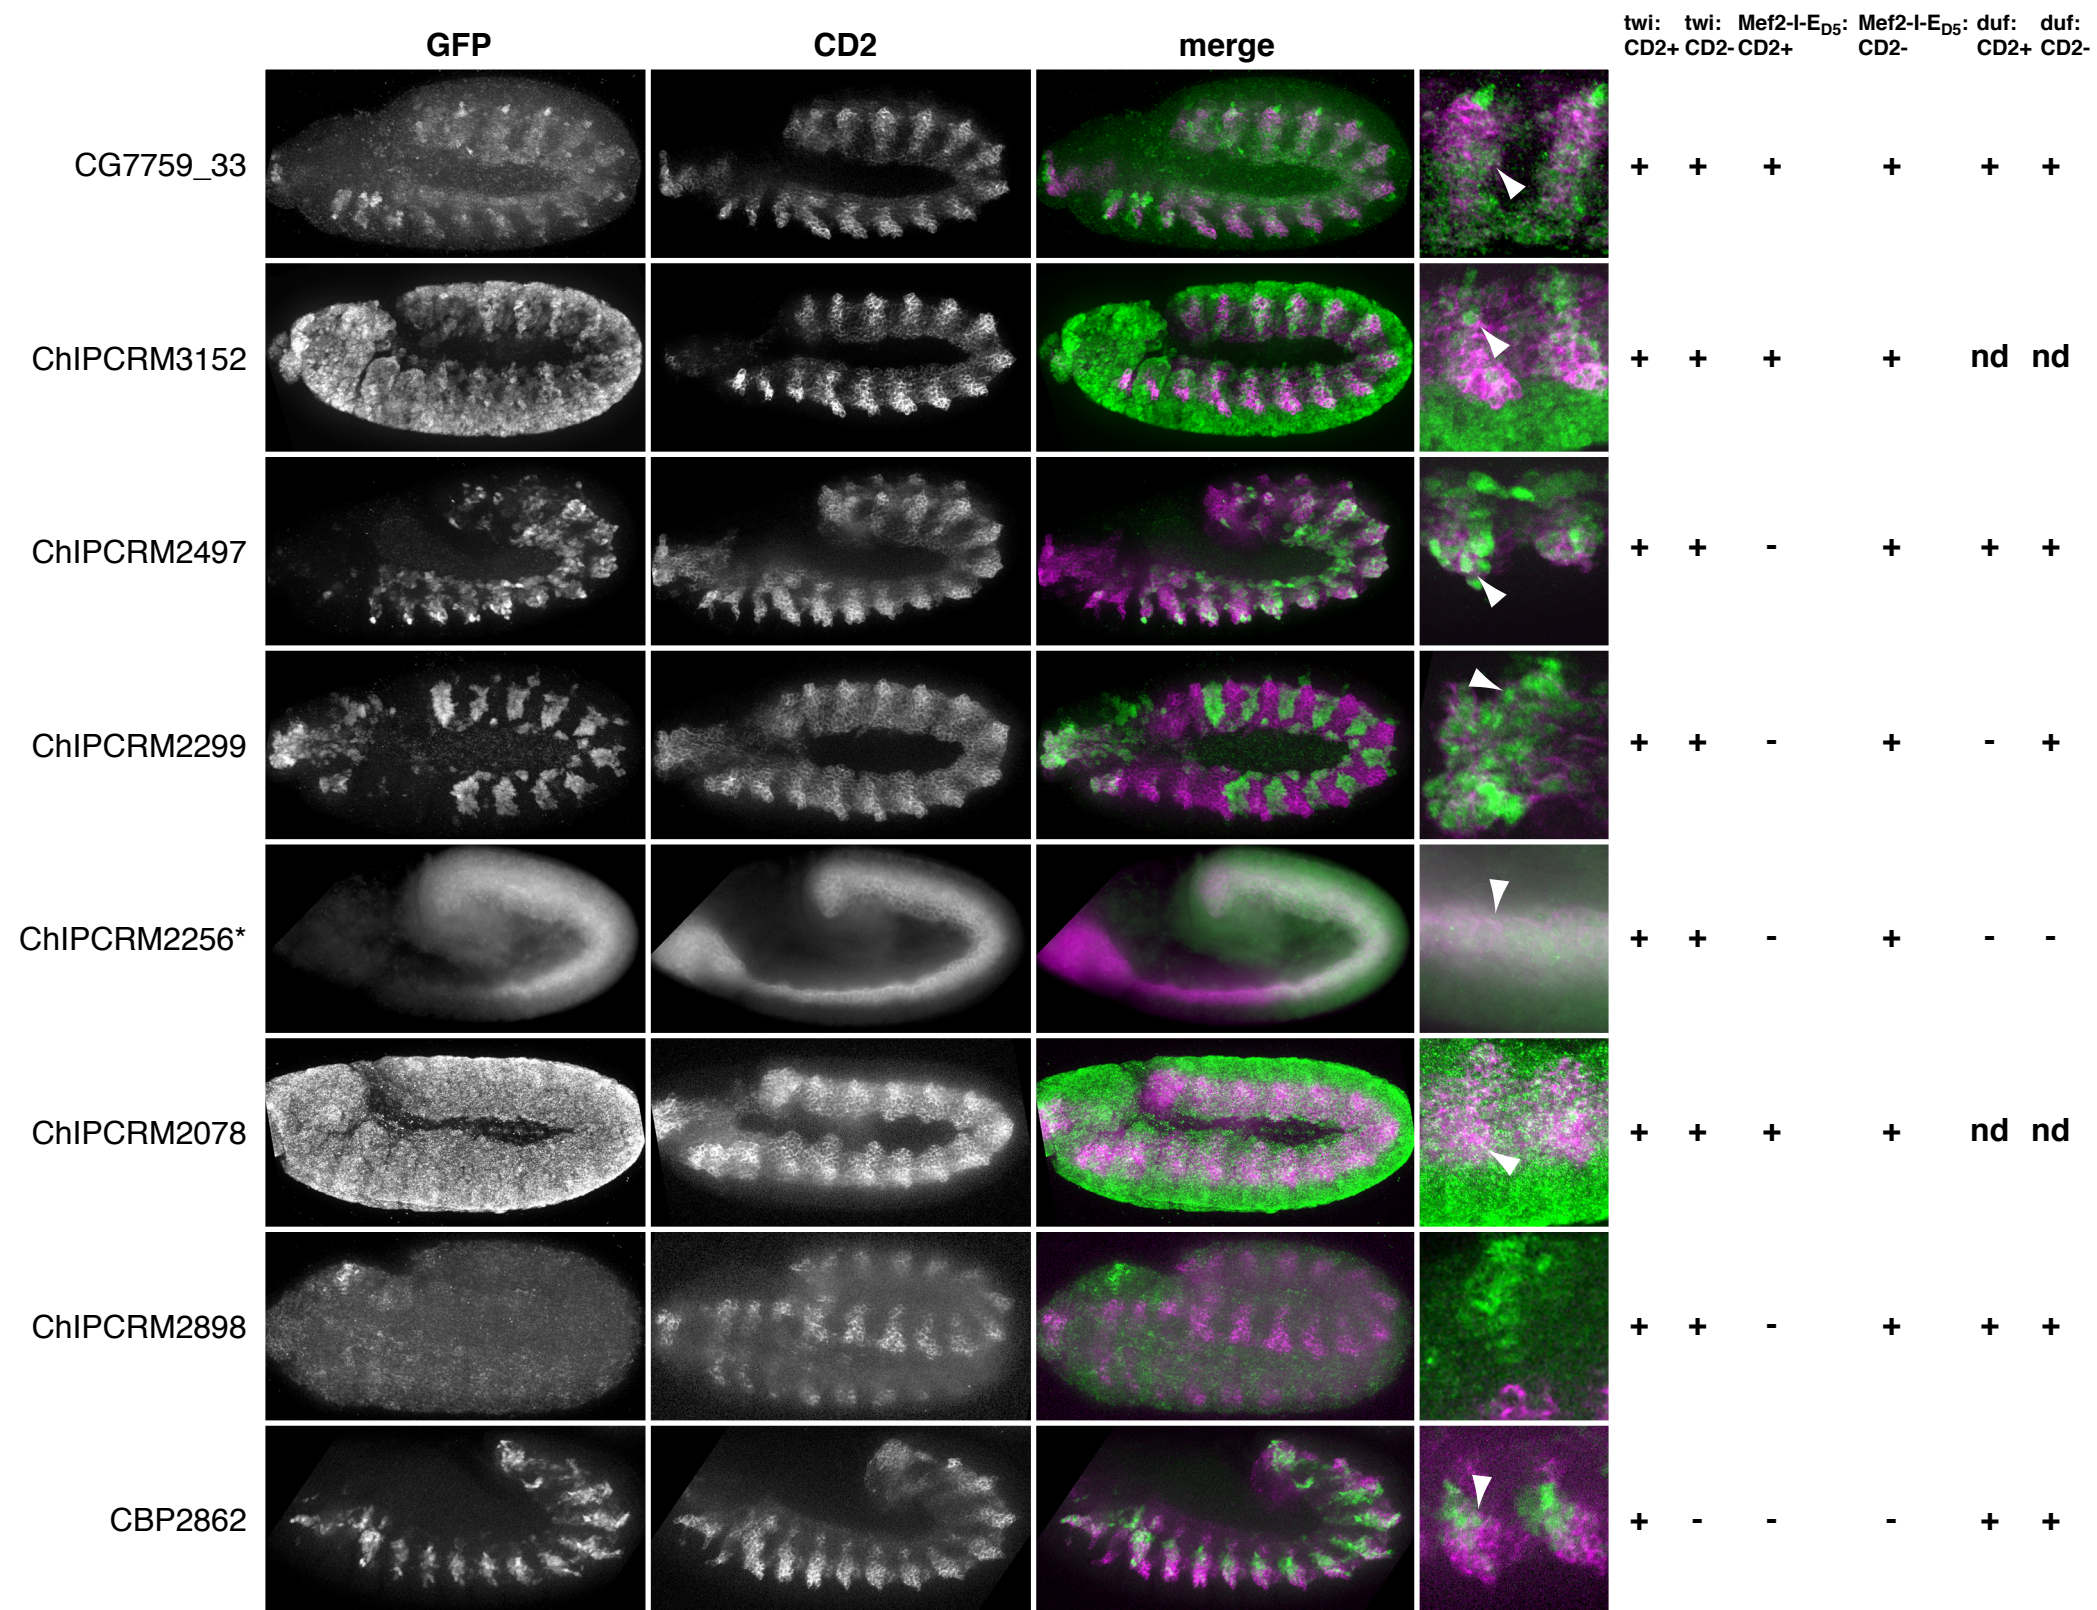 GFP CD2 merge
twi: twi: Mef2-I-ED5: Mef2-I-ED5: duf: duf:
CD2+ CD2- CD2+ CD2- CD2+ CD2-
CG7759_33 + + + + + +
ChIPCRM3152 + + + + nd nd
ChIPCRM2497 + + - + + +
ChIPCRM2299 + + - + - +
ChIPCRM2256* + + - + - -
ChIPCRM2078 + + + + nd nd
ChIPCRM2898 + + - + + +
CBP2862 + - - - + +